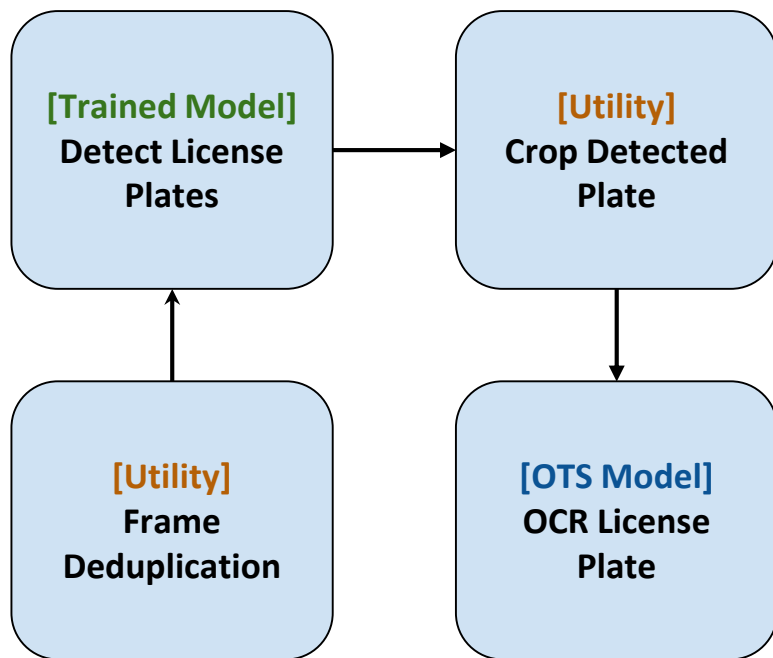 [Trained Model]
Detect License
Plates
[Utility]
Crop Detected
Plate
[Utility]
Frame
Deduplication
[OTS Model]
OCR License
Plate